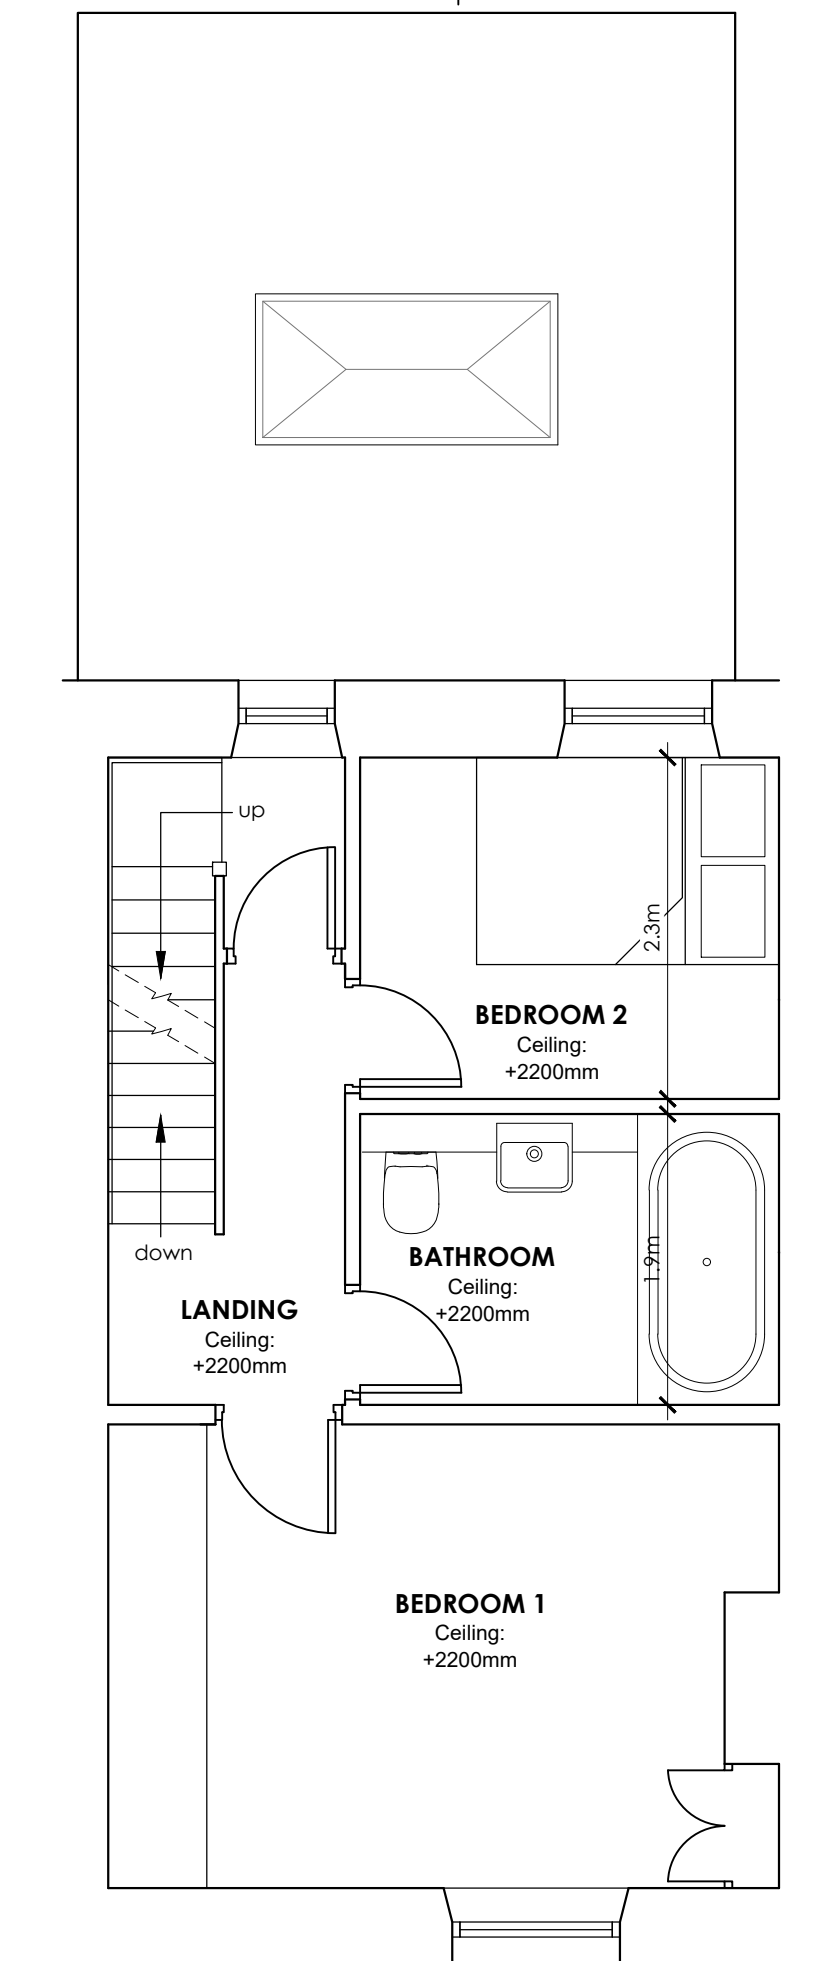 up
2.3m
BEDROOM 2
Ceiling:
+2200mm
down
BATHROOM
Ceiling:
+2200mm
1.9m
LANDING
Ceiling:
+2200mm
BEDROOM 1
Ceiling:
+2200mm